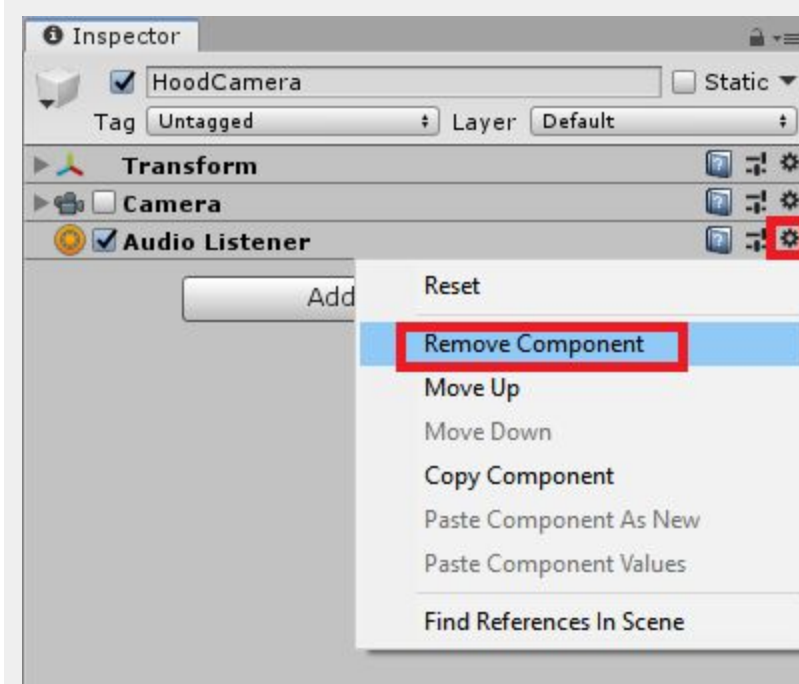 Inspector
HoodCamera Static
Tag Untagged Layer Default
Transform
Camera
Audio Listener
Add
Reset
Remove Component
Move Up
Move Down
Copy Component
Paste Component As New
Paste Component Values
Find References In Scene